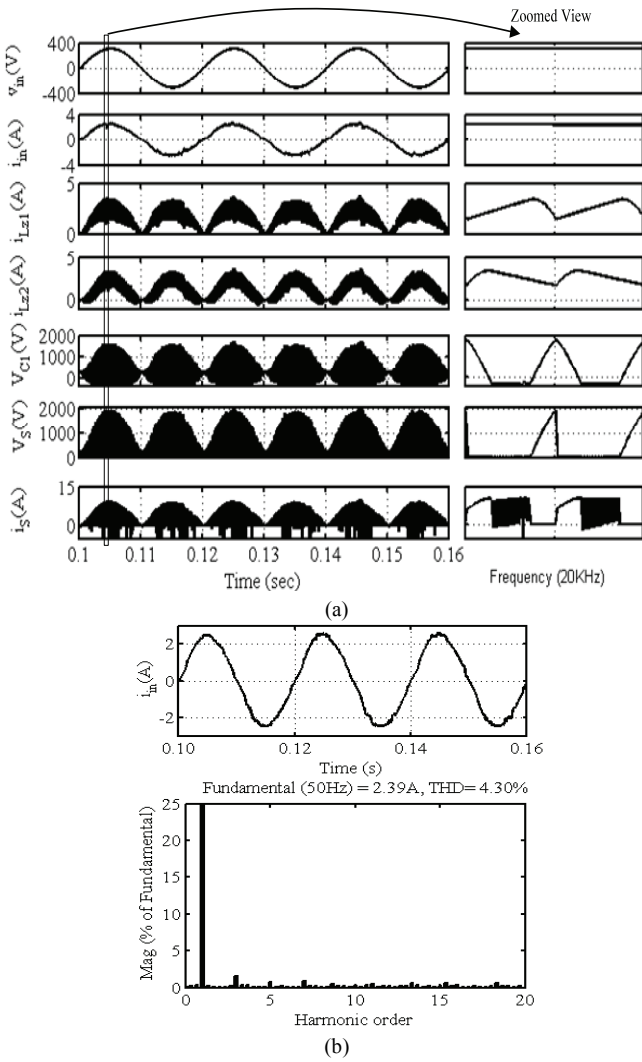 Zoomed View
v_in(V)
400
0
-400
i_in(A)
4
0
-4
i_Lz1(A)
5
0
i_Lz2(A)
5
0
V_C1(V)
2000
1000
0
V_S(V)
2000
1000
0
i_S(A)
15
0
0.1 0.11 0.12 0.13 0.14 0.15 0.16
Time (sec)
Frequency (20KHz)
(a)
i_in(A)
2
0
-2
0.10 0.12 0.14 0.16
Time (s)
Fundamental (50Hz) = 2.39A, THD= 4.30%
Mag (% of Fundamental)
25
20
15
10
5
0
0 5 10 15 20
Harmonic order
(b)